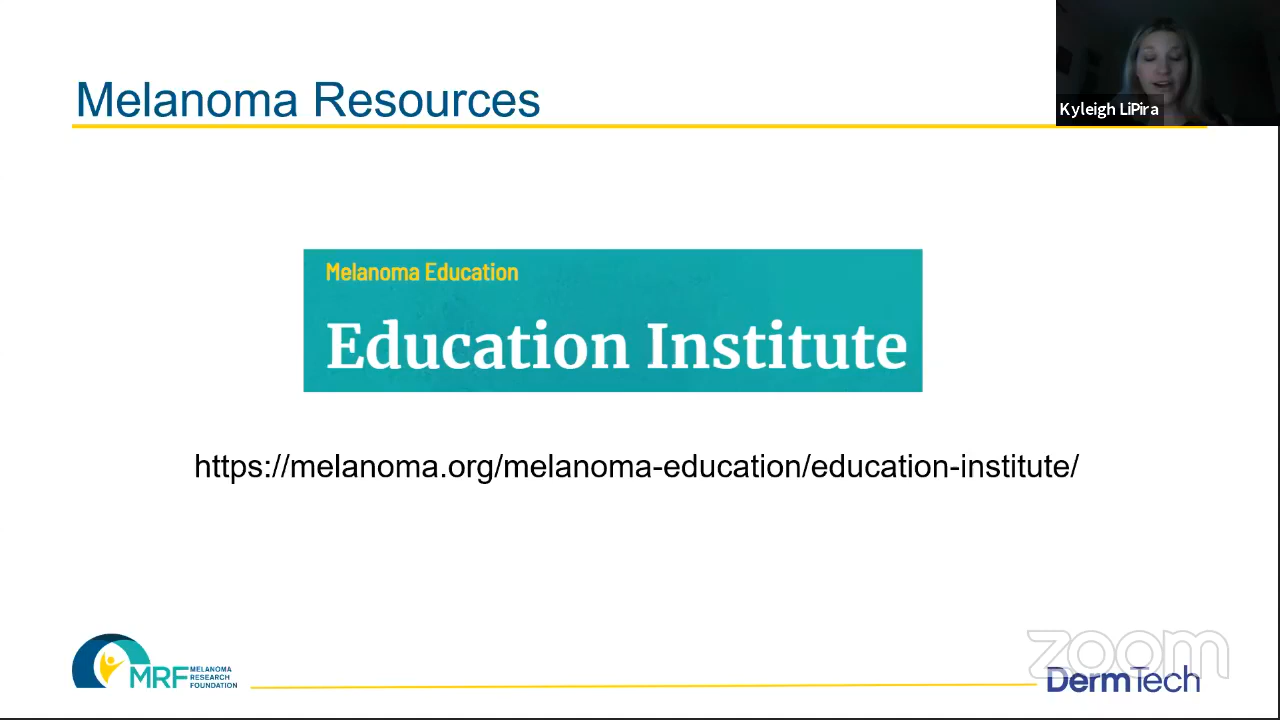 Melanoma Resources
Kyleigh LiPira
Melanoma Education
Education Institute
https://melanoma.org/melanoma-education/education-institute/
MRF MELANOMA
RESEARCH
FOUNDATION
zoom
DermTech